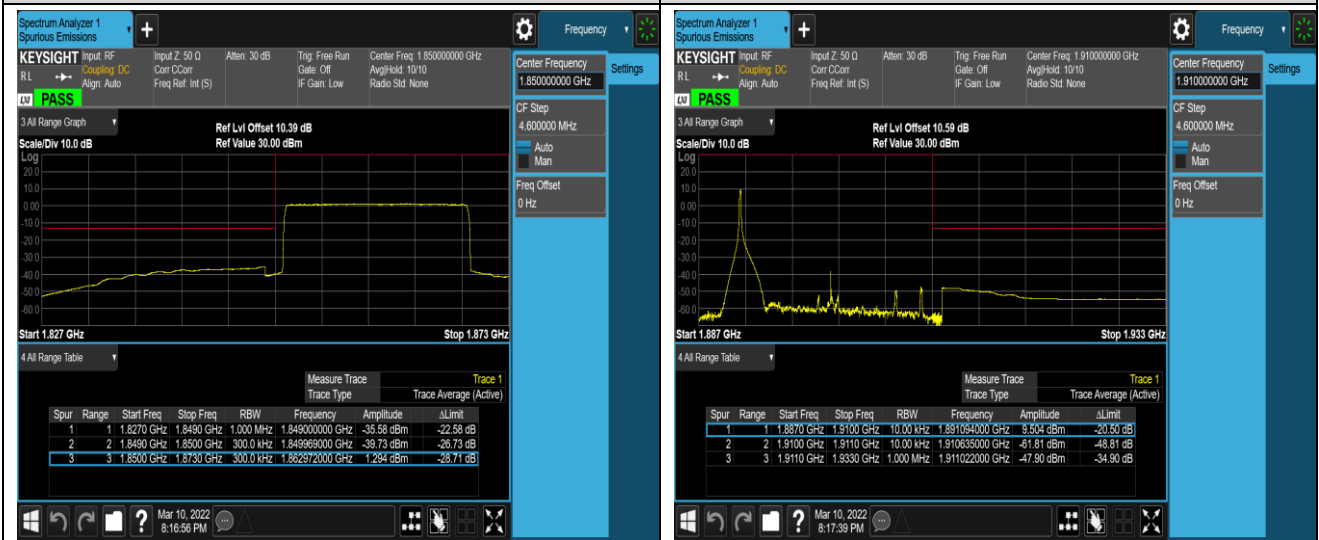 Spectrum Analyzer 1
Spurious Emissions
+
Frequency
KEYSIGHT Input: RF Input Z: 50 Ω Atten: 30 dB Trig: Free Run Center Freq: 1.850000000 GHz
Coupling: DC Corr CCorr Gate: Off Avg|Hold: 10/10
R L Align: Auto Freq Ref: Int (S) IF Gain: Low Radio Std: None
LXI PASS
Center Frequency
1.850000000 GHz
Settings
CF Step
4.600000 MHz
Auto
Man
Freq Offset
0 Hz
3 All Range Graph
Ref Lvl Offset 10.39 dB
Scale/Div 10.0 dB Ref Value 30.00 dBm
Log
20.0
10.0
0.00
-10.0
-20.0
-30.0
-40.0
-50.0
-60.0
Start 1.827 GHz Stop 1.873 GHz
4 All Range Table
Measure Trace Trace 1
Trace Type Trace Average (Active)
Spur Range Start Freq Stop Freq RBW Frequency Amplitude ΔLimit
1 1 1.8270 GHz 1.8490 GHz 1.000 MHz 1.849000000 GHz -35.58 dBm -22.58 dB
2 2 1.8490 GHz 1.8500 GHz 300.0 kHz 1.849969000 GHz -39.73 dBm -26.73 dB
3 3 1.8500 GHz 1.8730 GHz 300.0 kHz 1.862972000 GHz 1.294 dBm -28.71 dB
? Mar 10, 2022
8:16:56 PM
Spectrum Analyzer 1
Spurious Emissions
+
Frequency
KEYSIGHT Input: RF Input Z: 50 Ω Atten: 30 dB Trig: Free Run Center Freq: 1.910000000 GHz
Coupling: DC Corr CCorr Gate: Off Avg|Hold: 10/10
R L Align: Auto Freq Ref: Int (S) IF Gain: Low Radio Std: None
LXI PASS
Center Frequency
1.910000000 GHz
Settings
CF Step
4.600000 MHz
Auto
Man
Freq Offset
0 Hz
3 All Range Graph
Ref Lvl Offset 10.59 dB
Scale/Div 10.0 dB Ref Value 30.00 dBm
Log
20.0
10.0
0.00
-10.0
-20.0
-30.0
-40.0
-50.0
-60.0
Start 1.887 GHz Stop 1.933 GHz
4 All Range Table
Measure Trace Trace 1
Trace Type Trace Average (Active)
Spur Range Start Freq Stop Freq RBW Frequency Amplitude ΔLimit
1 1 1.8870 GHz 1.9100 GHz 10.00 kHz 1.891094000 GHz 9.504 dBm -20.50 dB
2 2 1.9100 GHz 1.9110 GHz 10.00 kHz 1.910635000 GHz -61.81 dBm -48.81 dB
3 3 1.9110 GHz 1.9330 GHz 1.000 MHz 1.911022000 GHz -47.90 dBm -34.90 dB
? Mar 10, 2022
8:17:39 PM